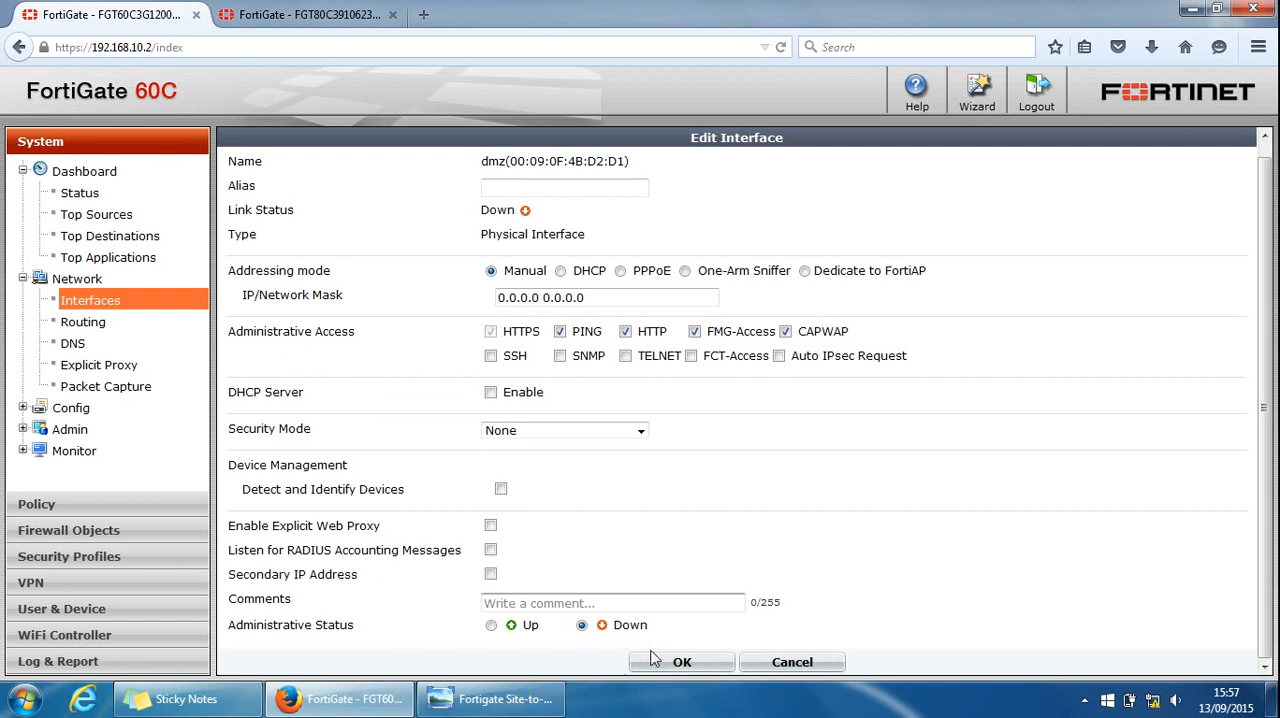 FortiGate - FGT60C3G1200...
FortiGate - FGT80C3910623...
https://192.168.10.2/index
Search
FortiGate 60C
Help
Wizard
Logout
FORTINET
System
Dashboard
Status
Top Sources
Top Destinations
Top Applications
Network
Interfaces
Routing
DNS
Explicit Proxy
Packet Capture
Config
Admin
Monitor
Policy
Firewall Objects
Security Profiles
VPN
User & Device
WiFi Controller
Log & Report
Edit Interface
Name dmz(00:09:0F:4B:D2:D1)
Alias
Link Status Down
Type Physical Interface
Addressing mode Manual DHCP PPPoE One-Arm Sniffer Dedicate to FortiAP
IP/Network Mask 0.0.0.0 0.0.0.0
Administrative Access HTTPS PING HTTP FMG-Access CAPWAP
SSH SNMP TELNET FCT-Access Auto IPsec Request
DHCP Server Enable
Security Mode None
Device Management
Detect and Identify Devices
Enable Explicit Web Proxy
Listen for RADIUS Accounting Messages
Secondary IP Address
Comments Write a comment... 0/255
Administrative Status Up Down
OK Cancel
Sticky Notes
FortiGate - FGT60...
Fortigate Site-to-...
15:57
13/09/2015